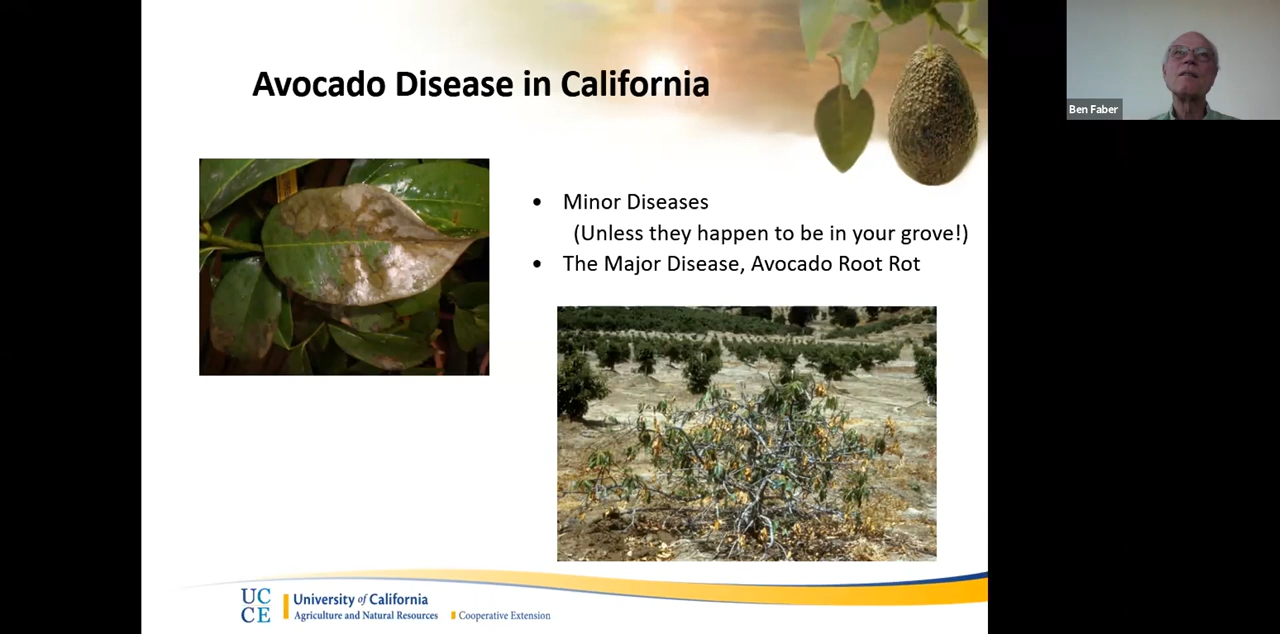 Avocado Disease in California
Ben Faber
• Minor Diseases
(Unless they happen to be in your grove!)
• The Major Disease, Avocado Root Rot
UC
CE
University of California
Agriculture and Natural Resources
Cooperative Extension